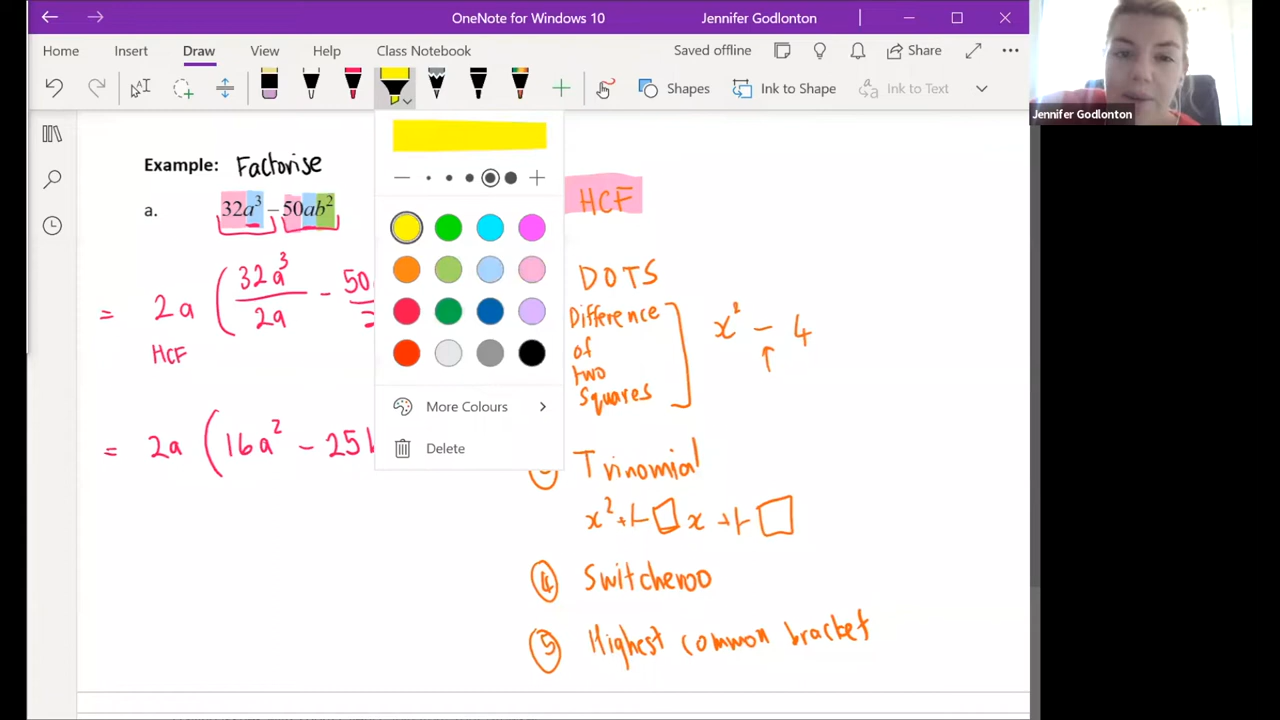 OneNote for Windows 10
Jennifer Godlonton
Home Insert Draw View Help Class Notebook
Saved offline
Share
Shapes
Ink to Shape
Ink to Text
Jennifer Godlonton
Example: Factorise
a. 32a³ – 50ab²
= 2a ( 32a³ / 2a – 50
HCF
= 2a ( 16a² – 25
More Colours
Delete
HCF
DOTS
Difference
of
two
Squares
x² – 4
↑
Trinomial
x² +- □ x +- □
④ Switcheroo
⑤ Highest common bracket